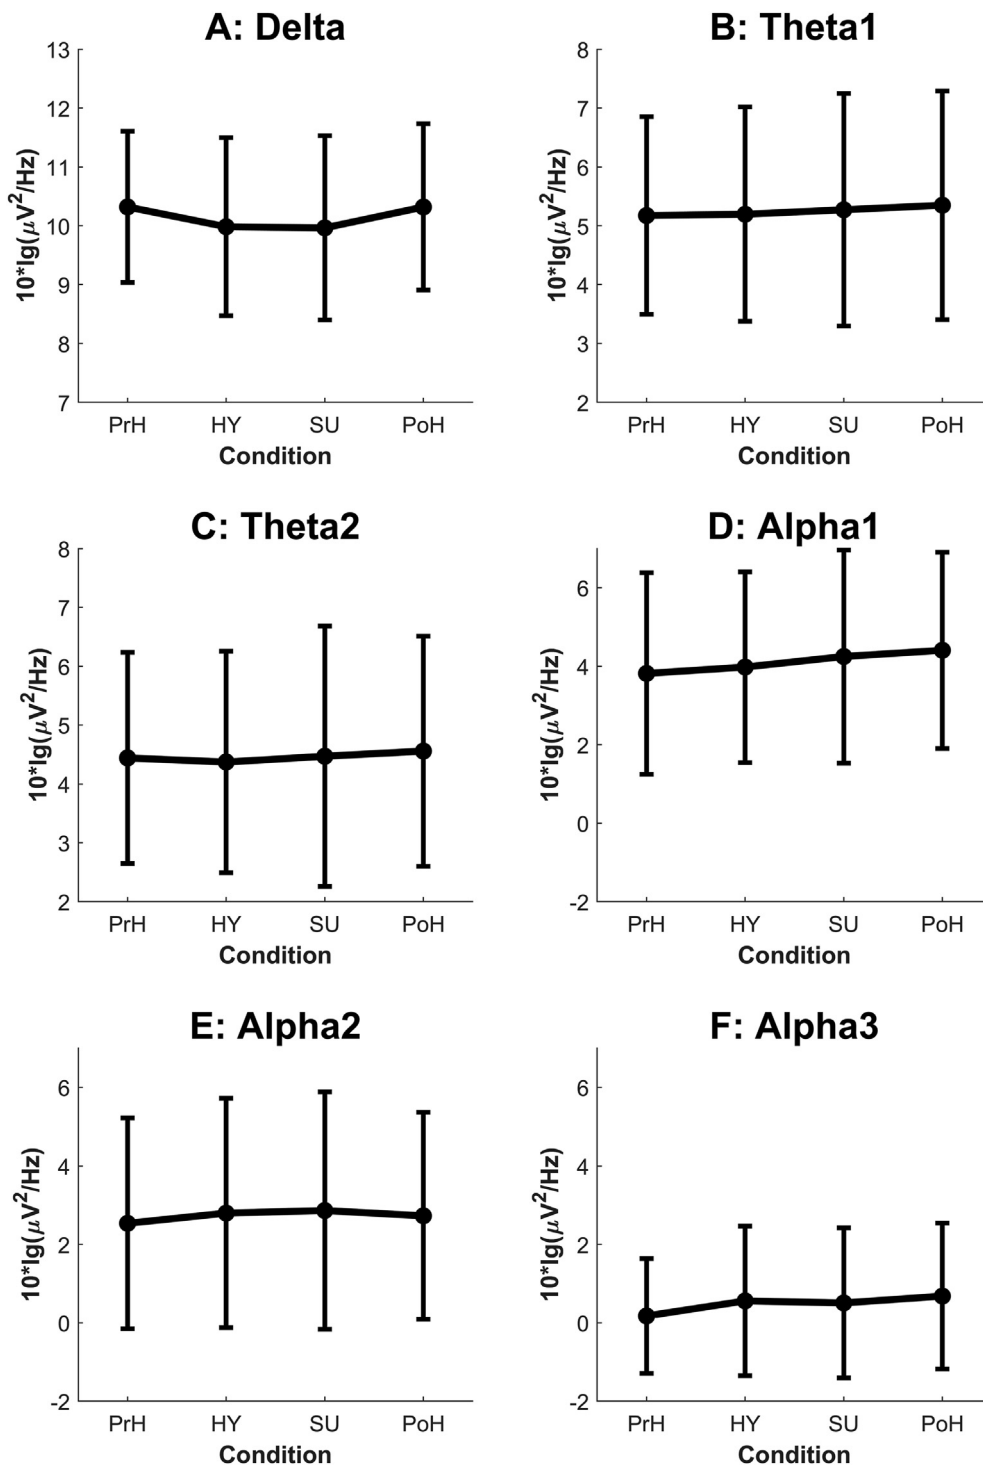 A: Delta
10*lg(μV²/Hz)
13
12
11
10
9
8
7
PrH HY SU PoH
Condition
B: Theta1
10*lg(μV²/Hz)
8
7
6
5
4
3
2
PrH HY SU PoH
Condition
C: Theta2
10*lg(μV²/Hz)
8
7
6
5
4
3
2
PrH HY SU PoH
Condition
D: Alpha1
10*lg(μV²/Hz)
6
4
2
0
-2
PrH HY SU PoH
Condition
E: Alpha2
10*lg(μV²/Hz)
6
4
2
0
-2
PrH HY SU PoH
Condition
F: Alpha3
10*lg(μV²/Hz)
6
4
2
0
-2
PrH HY SU PoH
Condition